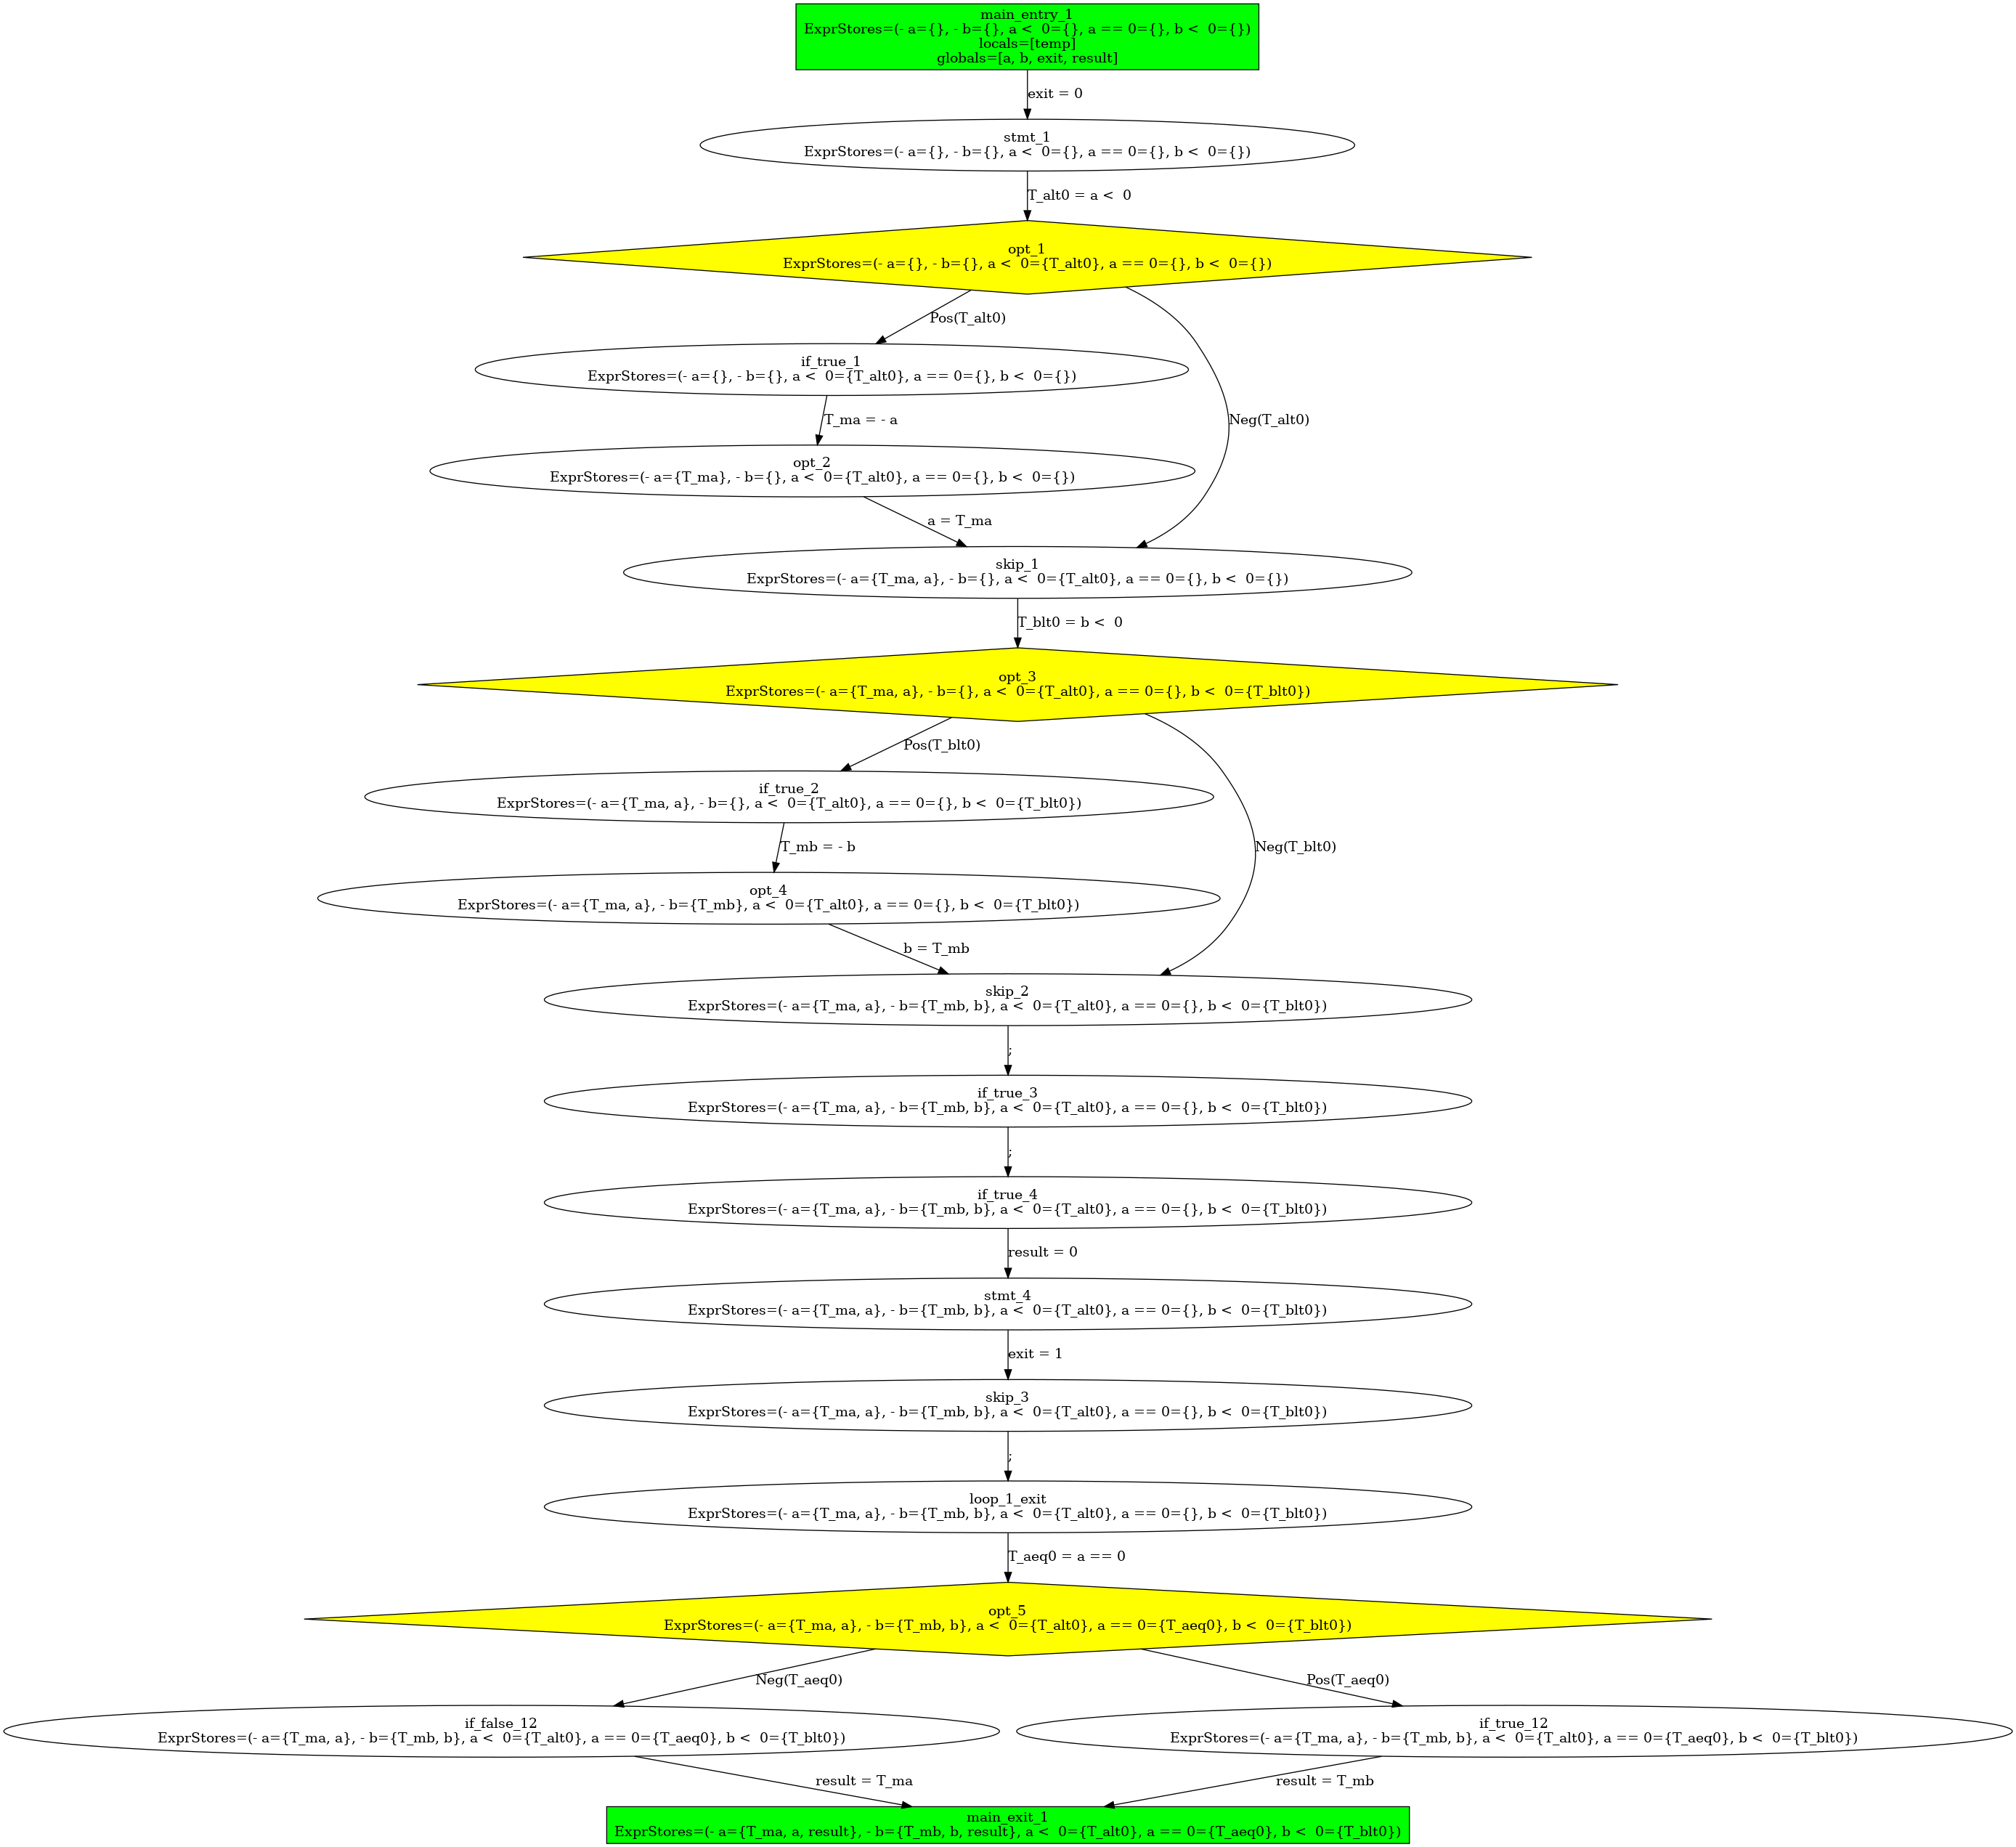 main_entry_1
ExprStores=(- a={}, - b={}, a <  0={}, a == 0={}, b <  0={})
locals=[temp]
globals=[a, b, exit, result]
exit = 0
stmt_1
ExprStores=(- a={}, - b={}, a <  0={}, a == 0={}, b <  0={})
T_alt0 = a <  0
opt_1
ExprStores=(- a={}, - b={}, a <  0={T_alt0}, a == 0={}, b <  0={})
Pos(T_alt0)
if_true_1
ExprStores=(- a={}, - b={}, a <  0={T_alt0}, a == 0={}, b <  0={})
T_ma = - a
Neg(T_alt0)
opt_2
ExprStores=(- a={T_ma}, - b={}, a <  0={T_alt0}, a == 0={}, b <  0={})
a = T_ma
skip_1
ExprStores=(- a={T_ma, a}, - b={}, a <  0={T_alt0}, a == 0={}, b <  0={})
T_blt0 = b <  0
opt_3
ExprStores=(- a={T_ma, a}, - b={}, a <  0={T_alt0}, a == 0={}, b <  0={T_blt0})
Pos(T_blt0)
if_true_2
ExprStores=(- a={T_ma, a}, - b={}, a <  0={T_alt0}, a == 0={}, b <  0={T_blt0})
T_mb = - b
Neg(T_blt0)
opt_4
ExprStores=(- a={T_ma, a}, - b={T_mb}, a <  0={T_alt0}, a == 0={}, b <  0={T_blt0})
b = T_mb
skip_2
ExprStores=(- a={T_ma, a}, - b={T_mb, b}, a <  0={T_alt0}, a == 0={}, b <  0={T_blt0})
;
if_true_3
ExprStores=(- a={T_ma, a}, - b={T_mb, b}, a <  0={T_alt0}, a == 0={}, b <  0={T_blt0})
;
if_true_4
ExprStores=(- a={T_ma, a}, - b={T_mb, b}, a <  0={T_alt0}, a == 0={}, b <  0={T_blt0})
result = 0
stmt_4
ExprStores=(- a={T_ma, a}, - b={T_mb, b}, a <  0={T_alt0}, a == 0={}, b <  0={T_blt0})
exit = 1
skip_3
ExprStores=(- a={T_ma, a}, - b={T_mb, b}, a <  0={T_alt0}, a == 0={}, b <  0={T_blt0})
;
loop_1_exit
ExprStores=(- a={T_ma, a}, - b={T_mb, b}, a <  0={T_alt0}, a == 0={}, b <  0={T_blt0})
T_aeq0 = a == 0
opt_5
ExprStores=(- a={T_ma, a}, - b={T_mb, b}, a <  0={T_alt0}, a == 0={T_aeq0}, b <  0={T_blt0})
Neg(T_aeq0)
Pos(T_aeq0)
if_false_12
ExprStores=(- a={T_ma, a}, - b={T_mb, b}, a <  0={T_alt0}, a == 0={T_aeq0}, b <  0={T_blt0})
if_true_12
ExprStores=(- a={T_ma, a}, - b={T_mb, b}, a <  0={T_alt0}, a == 0={T_aeq0}, b <  0={T_blt0})
result = T_ma
result = T_mb
main_exit_1
ExprStores=(- a={T_ma, a, result}, - b={T_mb, b, result}, a <  0={T_alt0}, a == 0={T_aeq0}, b <  0={T_blt0})